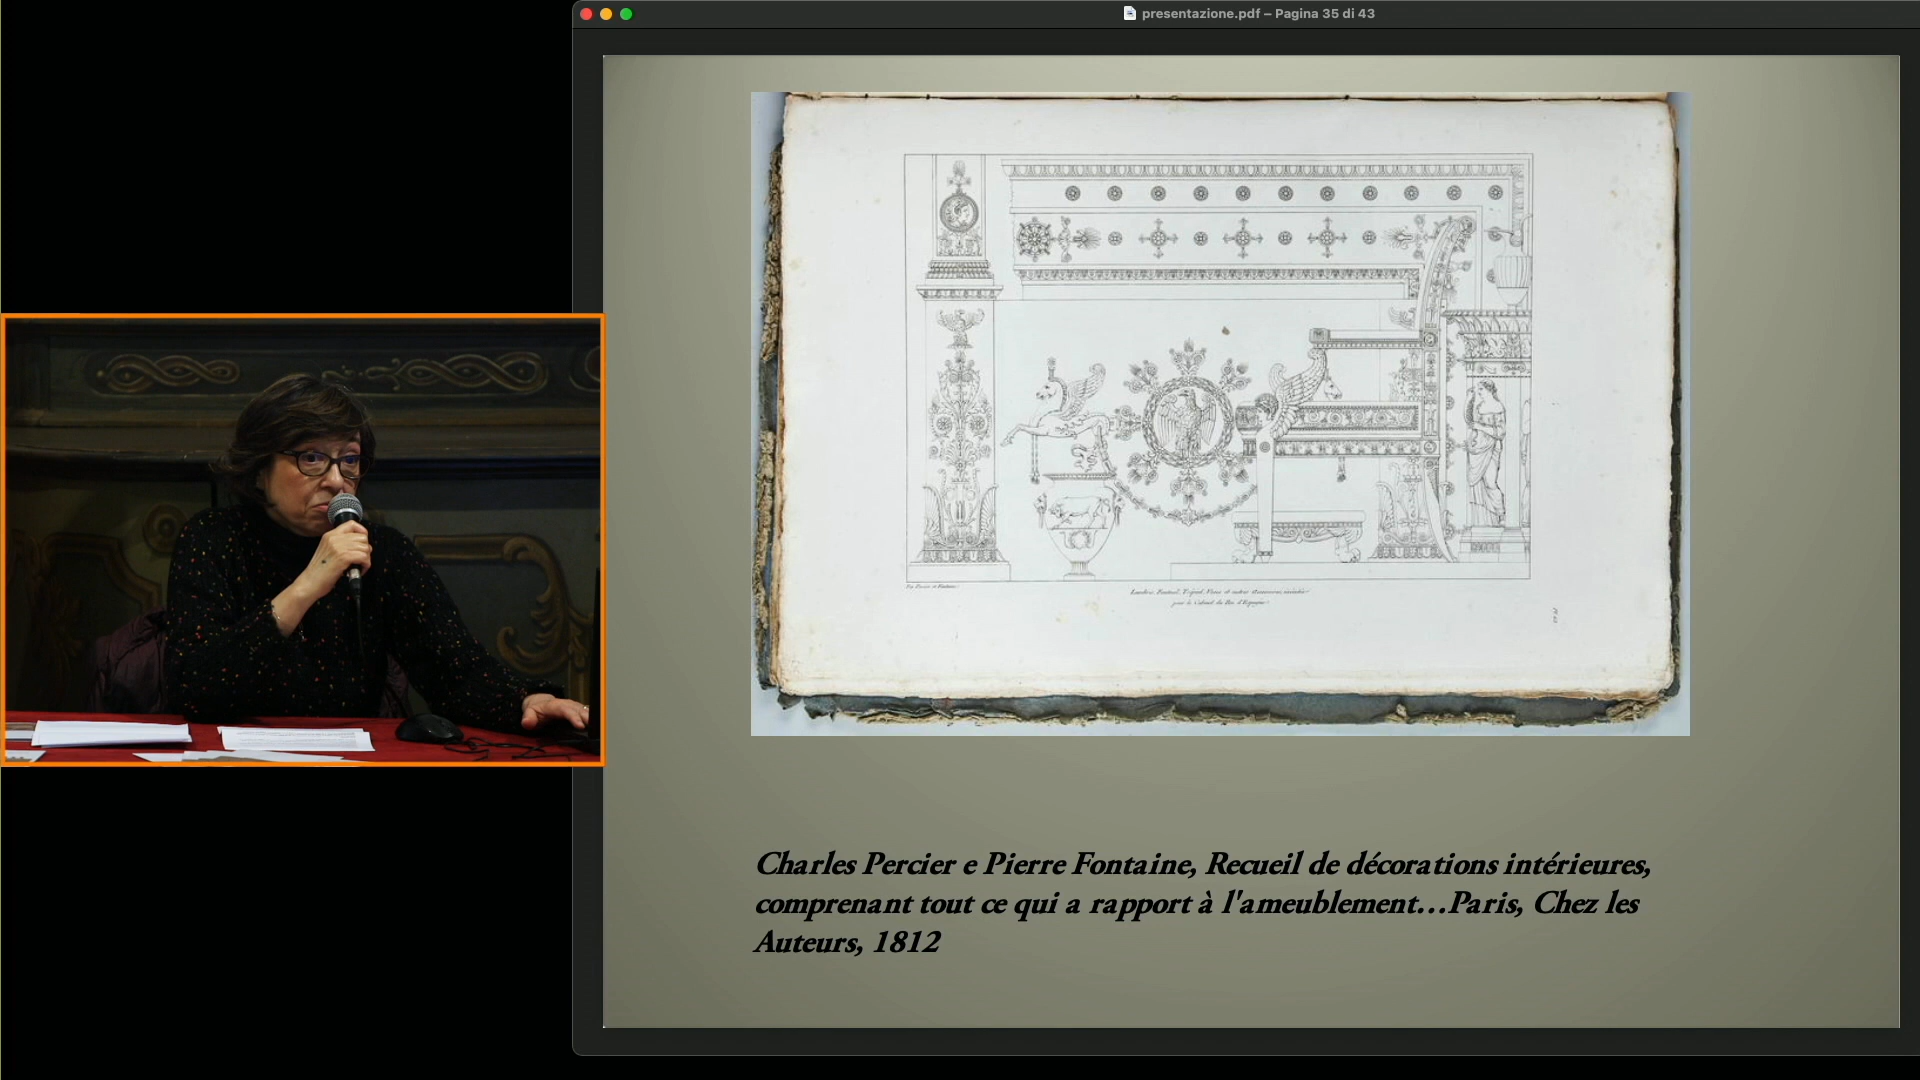 presentazione.pdf – Pagina 35 di 43
Charles Percier e Pierre Fontaine, Recueil de décorations intérieures,
comprenant tout ce qui a rapport à l'ameublement...Paris, Chez les
Auteurs, 1812